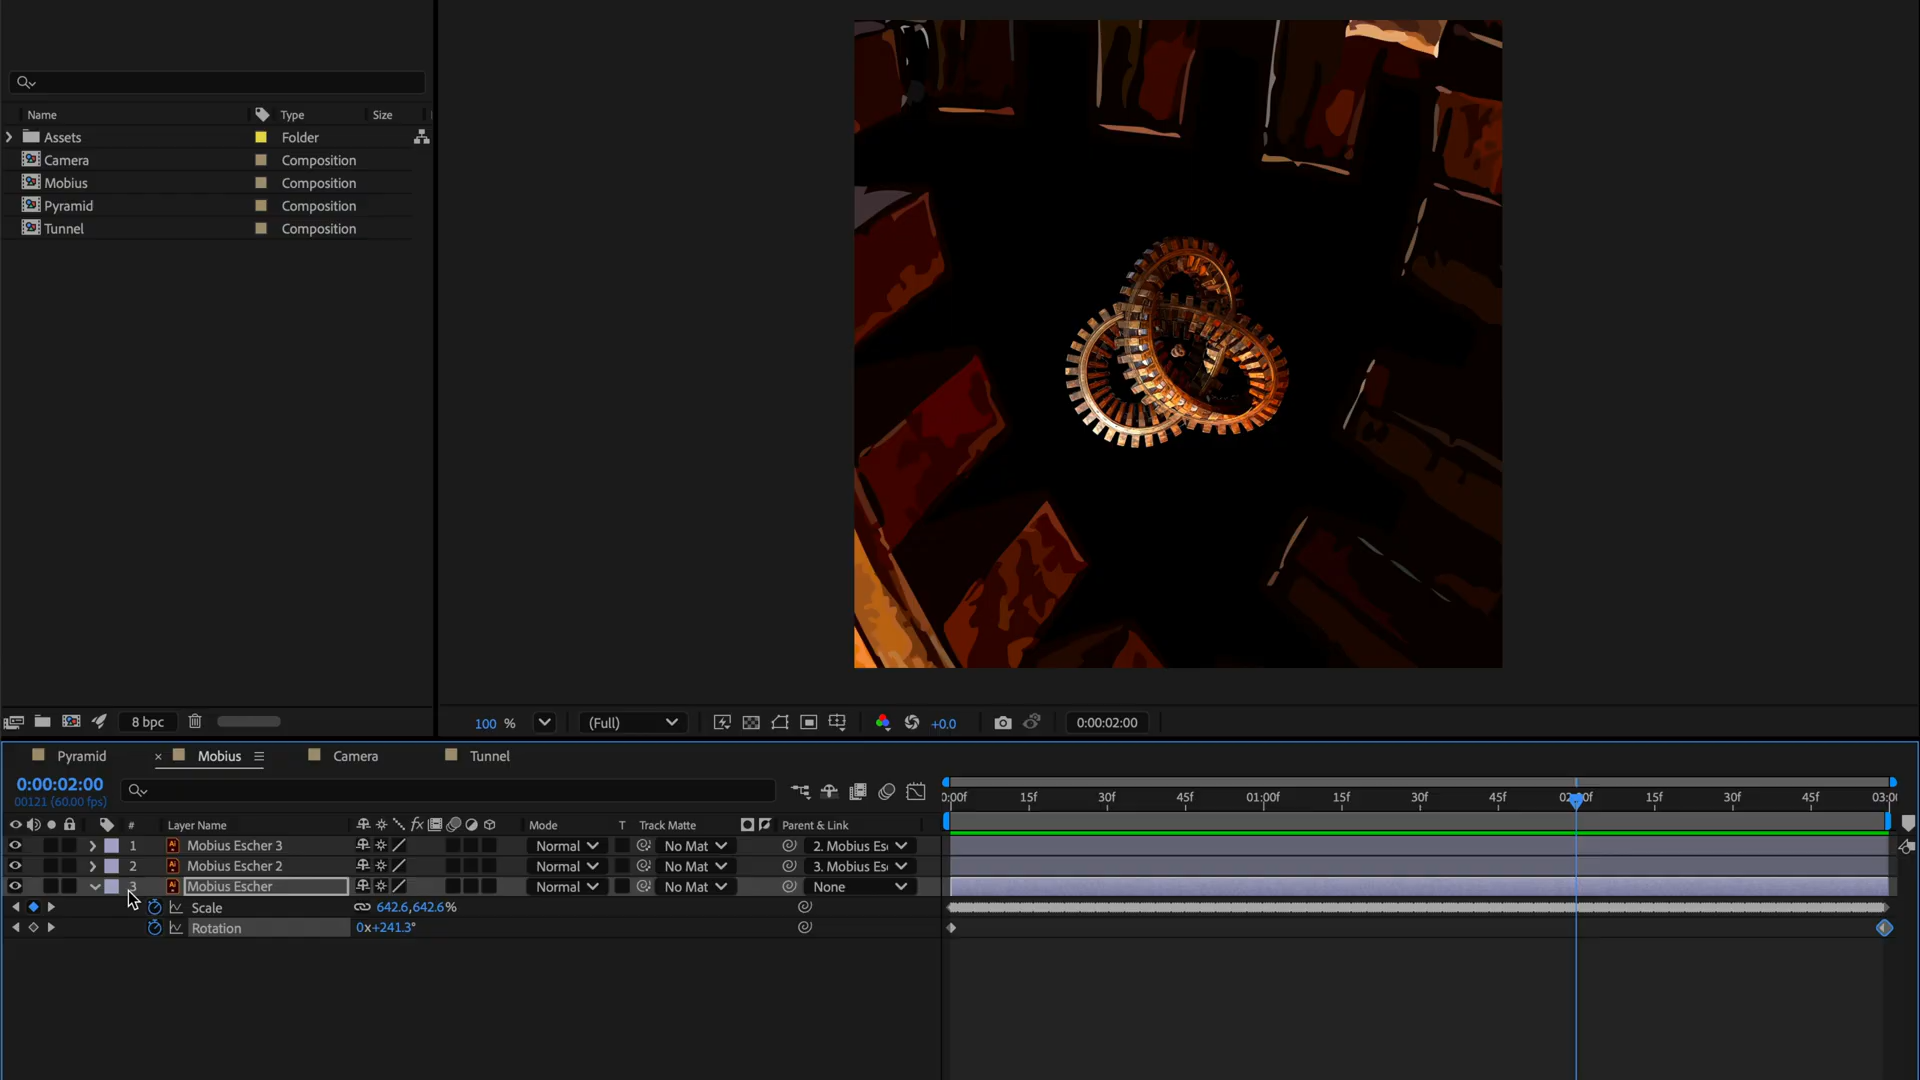 Name Type Size
Assets Folder
Camera Composition
Mobius Composition
Pyramid Composition
Tunnel Composition
8 bpc
100 % (Full) +0.0 0:00:02:00
Pyramid × Mobius Camera Tunnel
0:00:02:00
00121 (60.00 fps)
# Layer Name fx Mode T Track Matte Parent & Link
0:00f 15f 30f 45f 01:00f 15f 30f 45f 02:00f 15f 30f 45f 03:00
1 Ai Mobius Escher 3 Normal No Mat 2. Mobius Es
2 Ai Mobius Escher 2 Normal No Mat 3. Mobius Es
3 Ai Mobius Escher Normal No Mat None
Scale 642.6,642.6%
Rotation 0x+241.3°